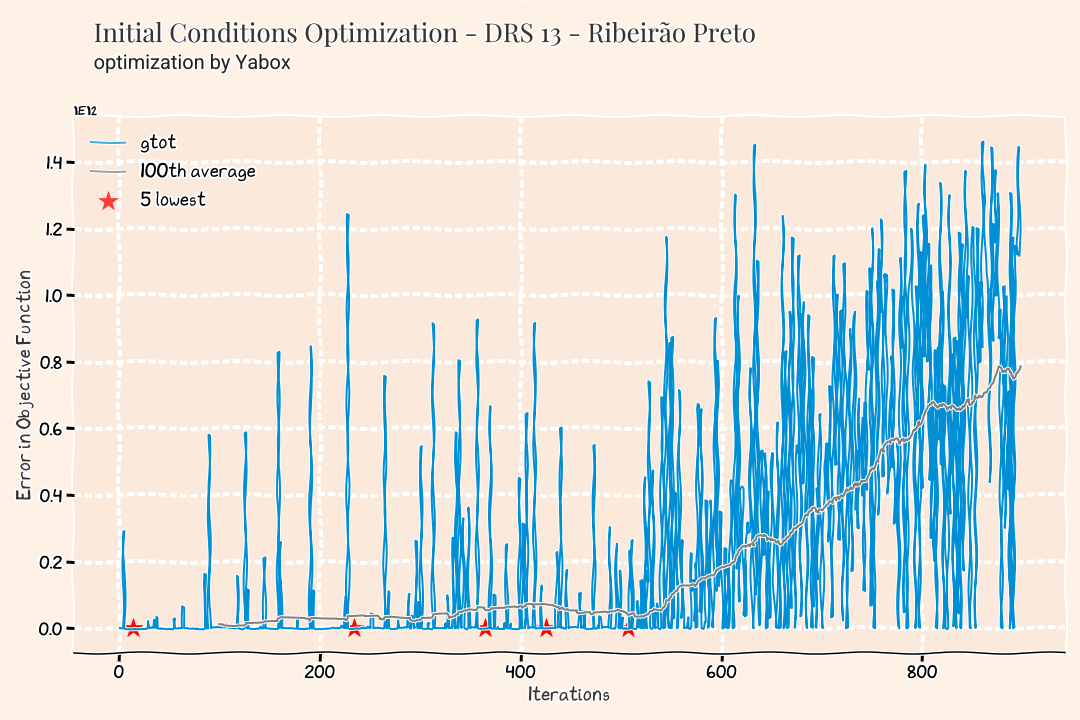 Initial Conditions Optimization - DRS 13 - Ribeirão Preto
optimization by Yabox
1E12
gtot
100th average
5 lowest
1.4
1.2
1.0
0.8
0.6
0.4
0.2
0.0
Error in Objective Function
0 200 400 600 800
Iterations